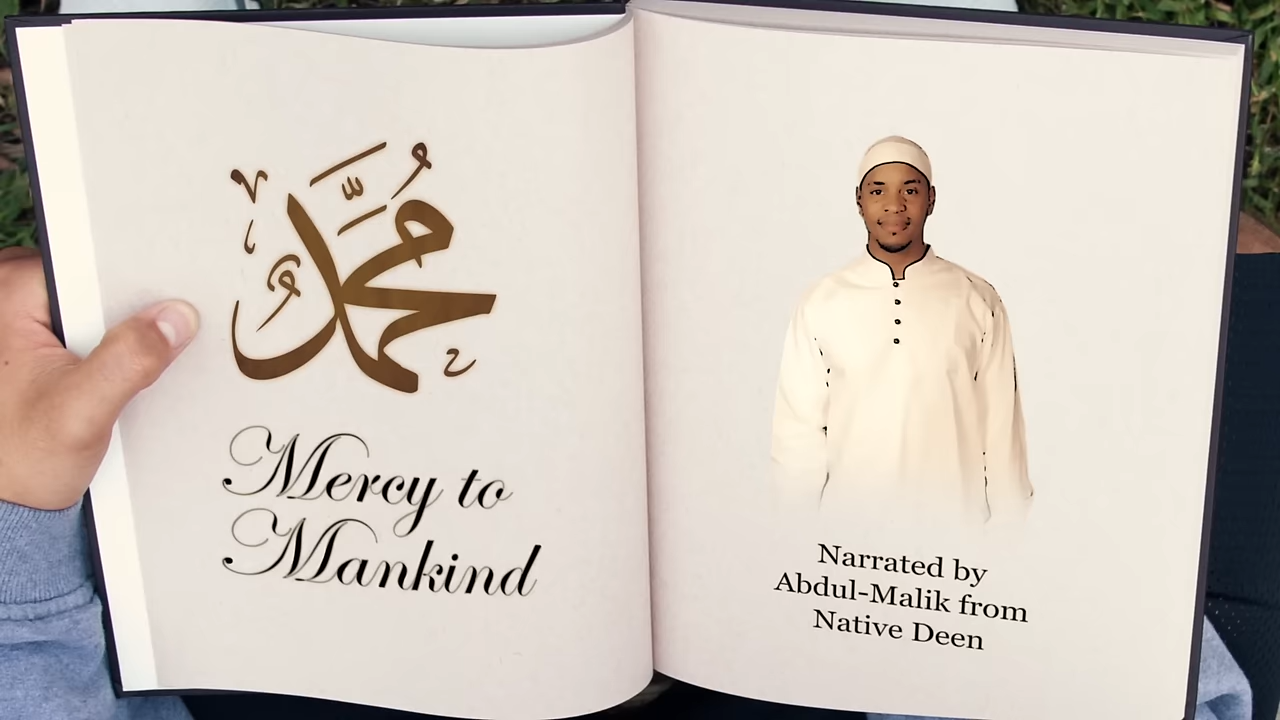 محمد
Mercy to
Mankind
Narrated by
Abdul-Malik from
Native Deen